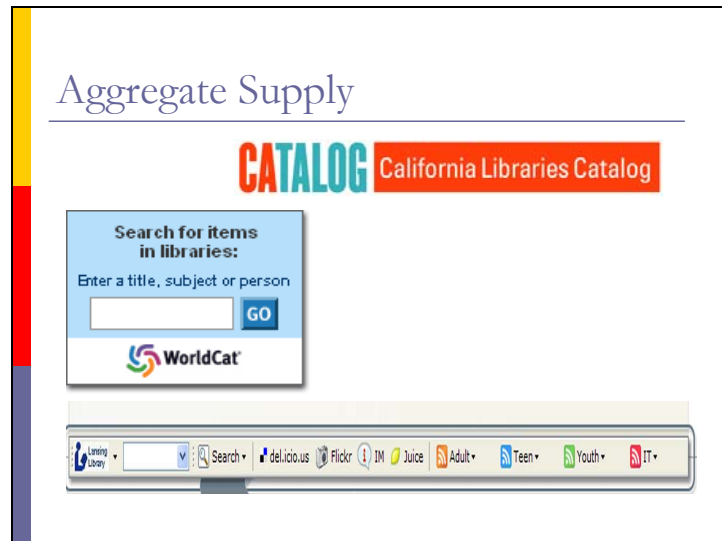 Aggregate Supply
CATALOG California Libraries Catalog
Search for items
in libraries:
Enter a title, subject or person
GO
WorldCat
Lansing
Library
Search del.icio.us Flickr IM Juice Adult Teen Youth IT